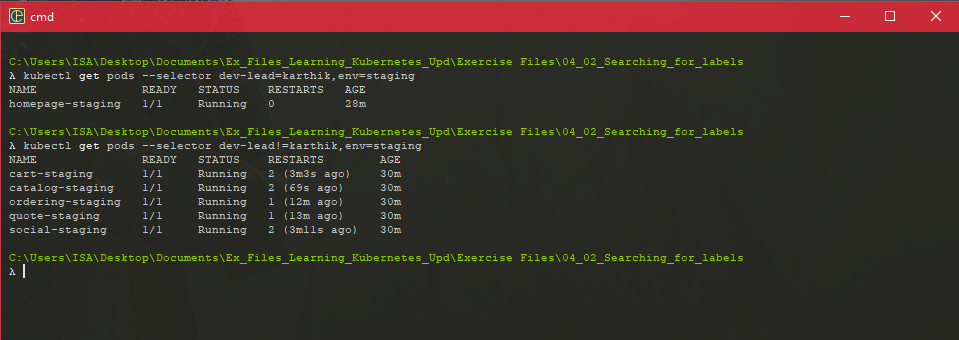 cmd
C:\Users\ISA\Desktop\Documents\Ex_Files_Learning_Kubernetes_Upd\Exercise Files\04_02_Searching_for_labels
λ kubectl get pods --selector dev-lead=karthik,env=staging
NAME READY STATUS RESTARTS AGE
homepage-staging 1/1 Running 0 28m
C:\Users\ISA\Desktop\Documents\Ex_Files_Learning_Kubernetes_Upd\Exercise Files\04_02_Searching_for_labels
λ kubectl get pods --selector dev-lead!=karthik,env=staging
NAME READY STATUS RESTARTS AGE
cart-staging 1/1 Running 2 (3m3s ago) 30m
catalog-staging 1/1 Running 2 (69s ago) 30m
ordering-staging 1/1 Running 1 (12m ago) 30m
quote-staging 1/1 Running 1 (13m ago) 30m
social-staging 1/1 Running 2 (3m11s ago) 30m
C:\Users\ISA\Desktop\Documents\Ex_Files_Learning_Kubernetes_Upd\Exercise Files\04_02_Searching_for_labels
λ